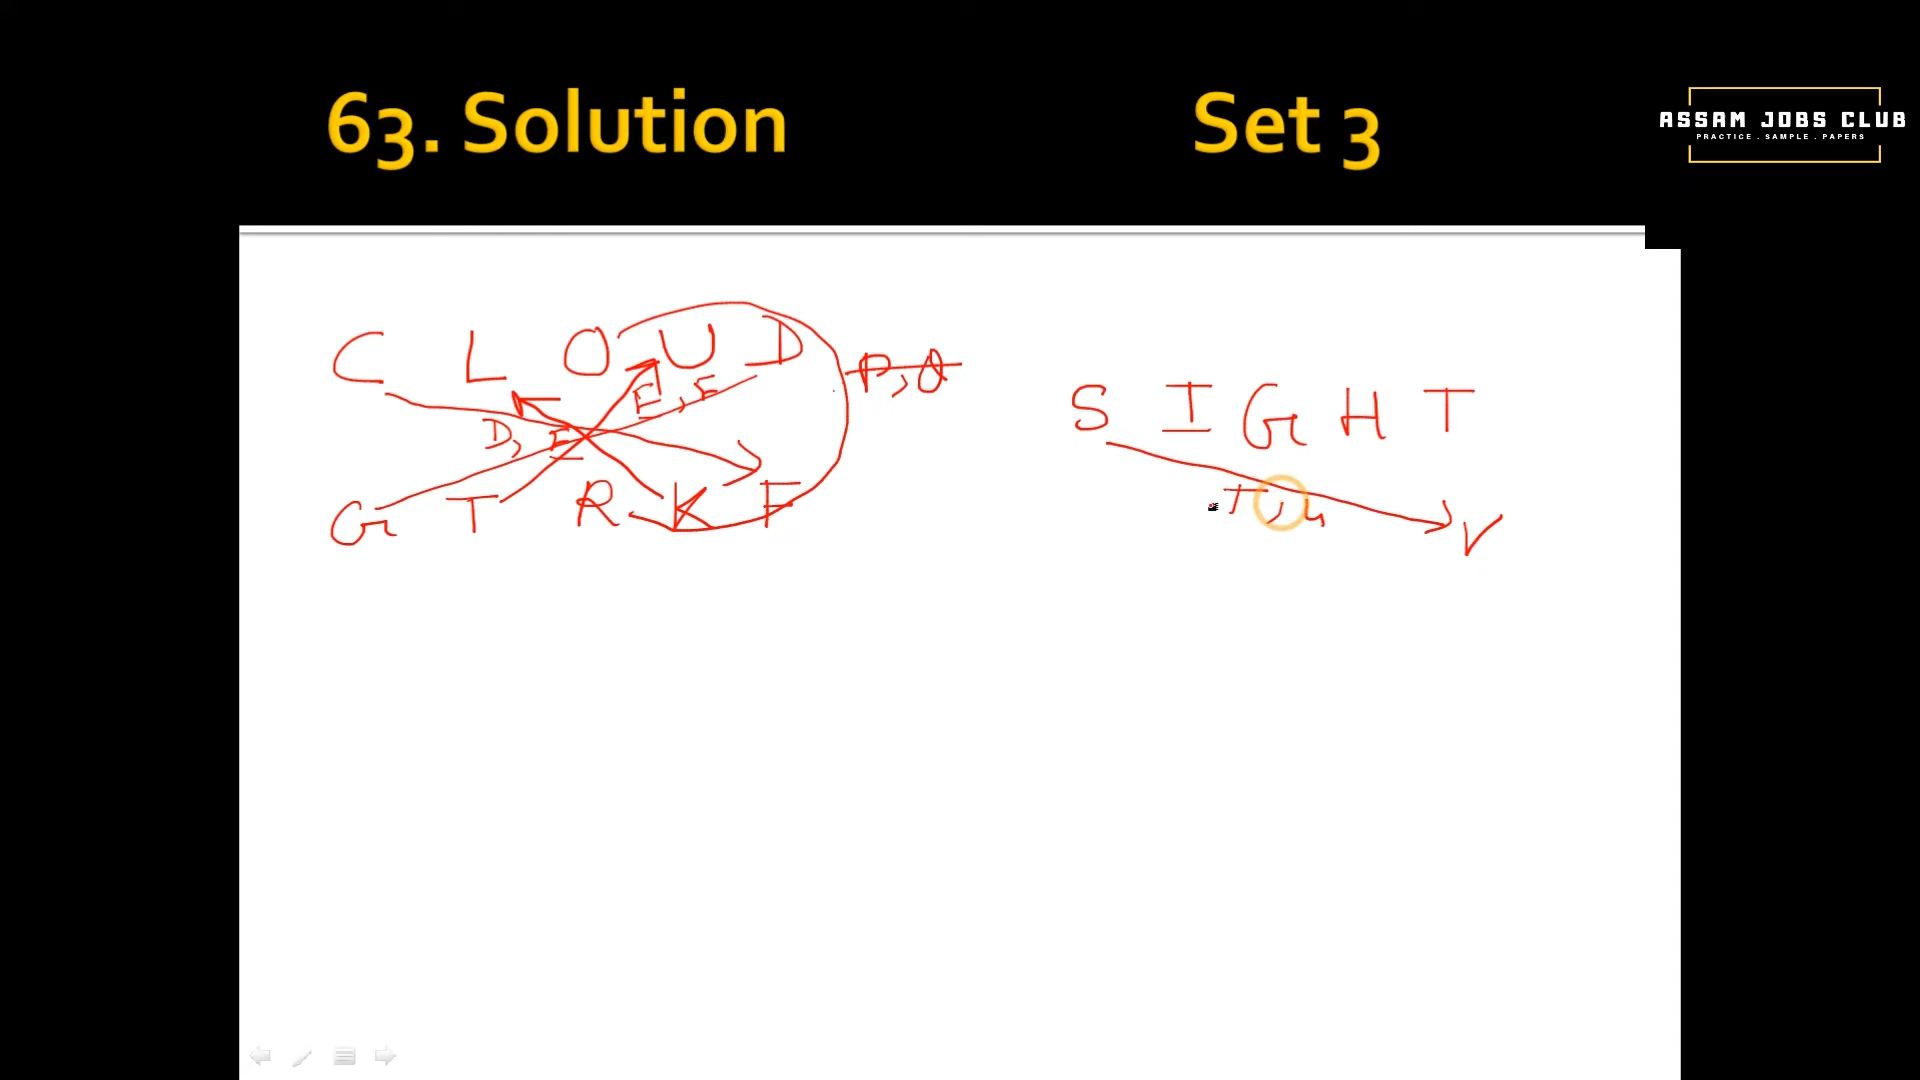 63. Solution Set 3
ASSAM JOBS CLUB
PRACTICE . SAMPLE . PAPERS
C L O U D
P, Q
E, F
D, E
G T R K F
S I G H T
T, u
V